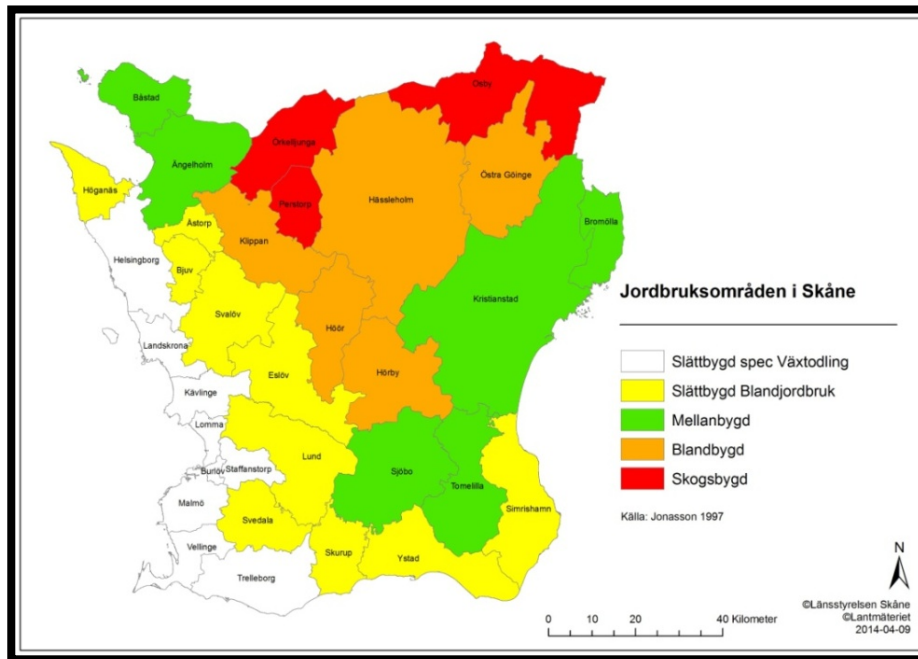 Båstad
Ängelholm
Örkelljunga
Osby
Höganäs
Perstorp
Hässleholm
Östra Göinge
Åstorp
Klippan
Bromölla
Helsingborg
Bjuv
Kristianstad
Svalöv
Höör
Landskrona
Eslöv
Hörby
Kävlinge
Lomma
Lund
Burlöv
Staffanstorp
Sjöbo
Tomelilla
Malmö
Svedala
Simrishamn
Vellinge
Skurup
Ystad
Trelleborg
Jordbruksområden i Skåne
Slättbygd spec Växtodling
Slättbygd Blandjordbruk
Mellanbygd
Blandbygd
Skogsbygd
Källa: Jonasson 1997
N
0 10 20 40 Kilometer
©Länsstyrelsen Skåne
©Lantmäteriet
2014-04-09